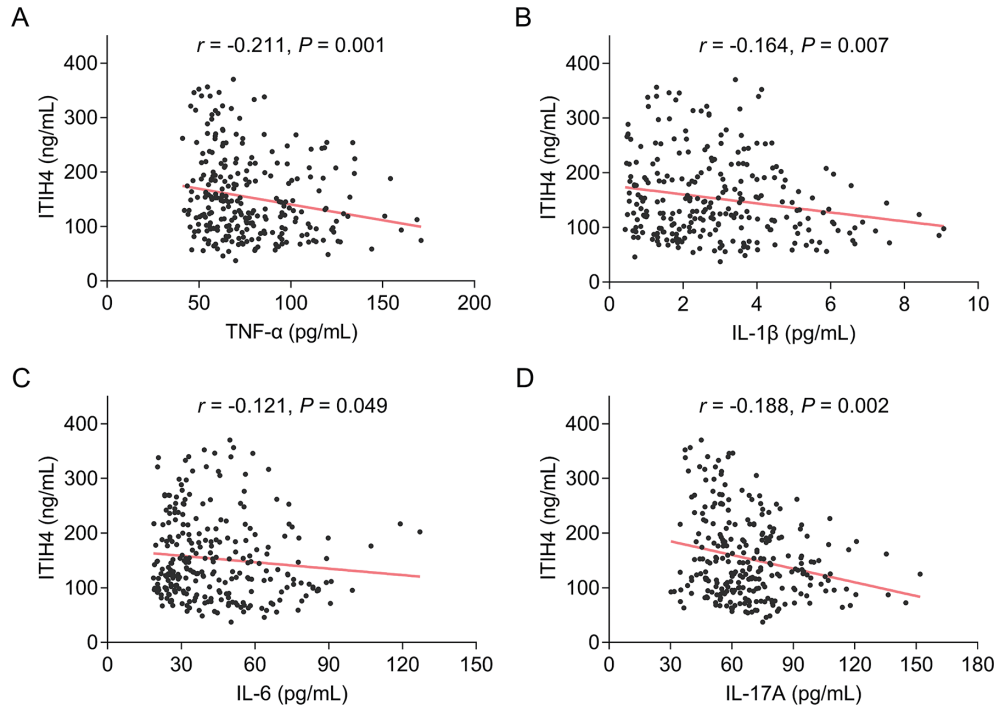 A
r = -0.211, P = 0.001
400
300
200
100
0
ITIH4 (ng/mL)
0 50 100 150 200
TNF-α (pg/mL)
B
r = -0.164, P = 0.007
400
300
200
100
0
ITIH4 (ng/mL)
0 2 4 6 8 10
IL-1β (pg/mL)
C
r = -0.121, P = 0.049
400
300
200
100
0
ITIH4 (ng/mL)
0 30 60 90 120 150
IL-6 (pg/mL)
D
r = -0.188, P = 0.002
400
300
200
100
0
ITIH4 (ng/mL)
0 30 60 90 120 150 180
IL-17A (pg/mL)